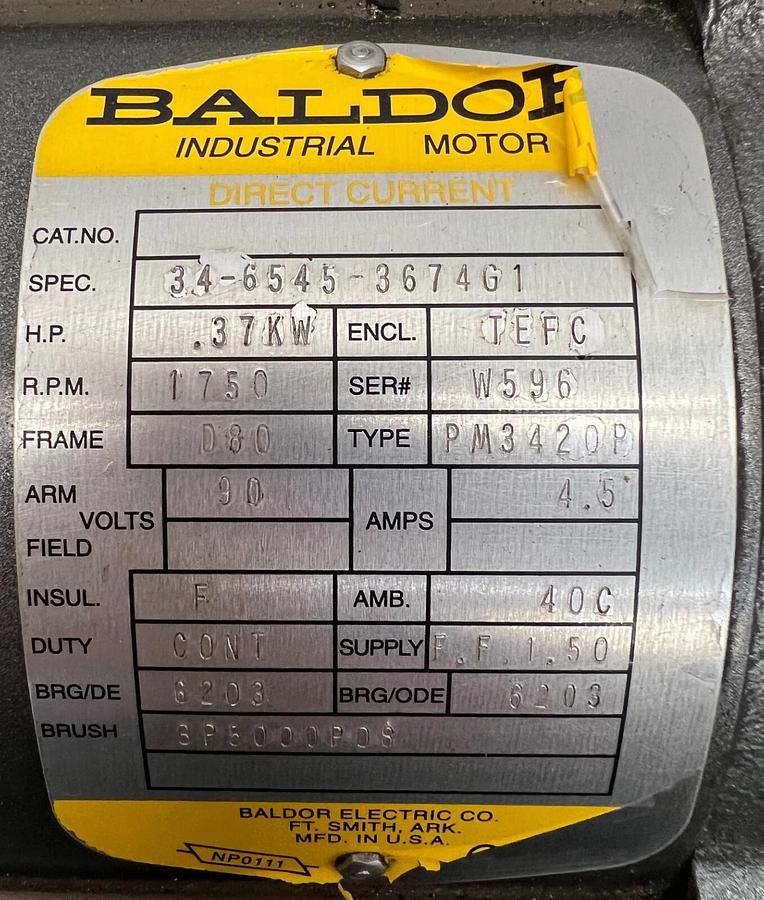 BALDOR
INDUSTRIAL MOTOR
DIRECT CURRENT
CAT.NO.
SPEC. 34-6545-3674G1
H.P. .37KW ENCL. TEFC
R.P.M. 1750 SER# W596
FRAME D80 TYPE PM3420P
ARM 90 4.5
VOLTS AMPS
FIELD
INSUL. F AMB. 40C
DUTY CONT SUPPLY F.F.1.50
BRG/DE 6203 BRG/ODE 6203
BRUSH BP5000P08
BALDOR ELECTRIC CO.
FT. SMITH, ARK.
MFD. IN U.S.A.
NP0111